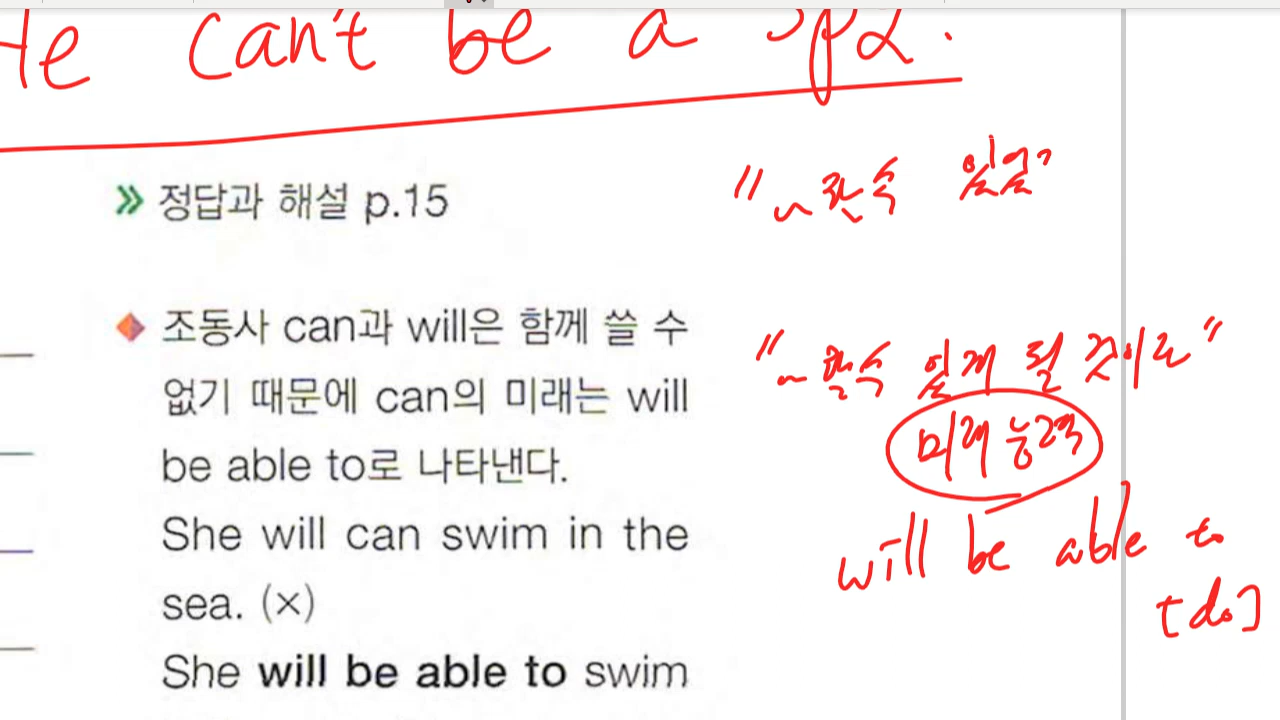 He can't be a spy.
» 정답과 해설 p.15
"~할 수 있음"
조동사 can과 will은 함께 쓸 수
없기 때문에 can의 미래는 will
be able to로 나타낸다.
She will can swim in the
sea. (×)
She will be able to swim
"~할 수 있게 될 것이다"
미래 능력
will be able to
[do]